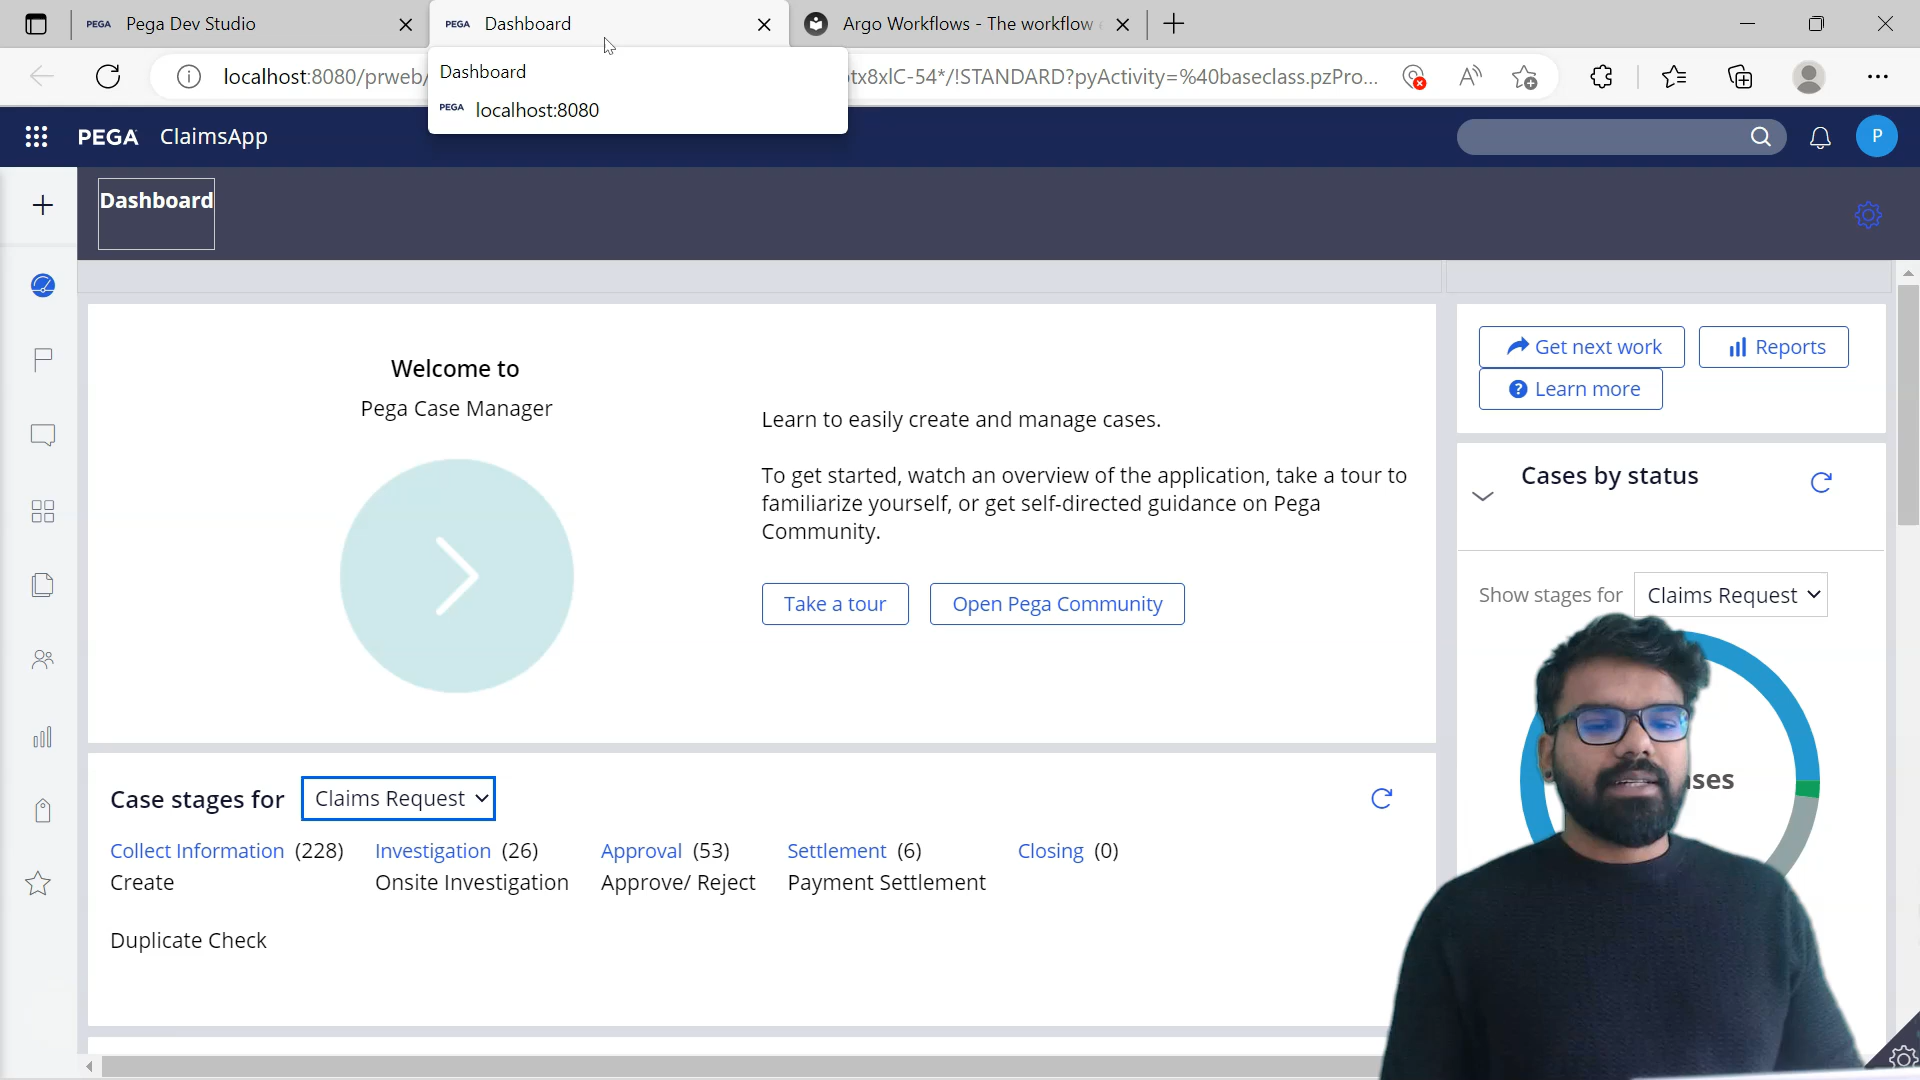 PEGA Pega Dev Studio
PEGA Dashboard
Argo Workflows - The workflow
localhost:8080/prweb/
tx8xlC-54*/!STANDARD?pyActivity=%40baseclass.pzPro...
Dashboard
PEGA localhost:8080
PEGA ClaimsApp
P
Dashboard
Welcome to
Pega Case Manager
Learn to easily create and manage cases.
To get started, watch an overview of the application, take a tour to
familiarize yourself, or get self-directed guidance on Pega
Community.
Take a tour
Open Pega Community
Get next work
Reports
Learn more
Cases by status
Show stages for Claims Request
Case stages for Claims Request
Collect Information (228) Investigation (26) Approval (53) Settlement (6) Closing (0)
Create Onsite Investigation Approve/ Reject Payment Settlement
Duplicate Check